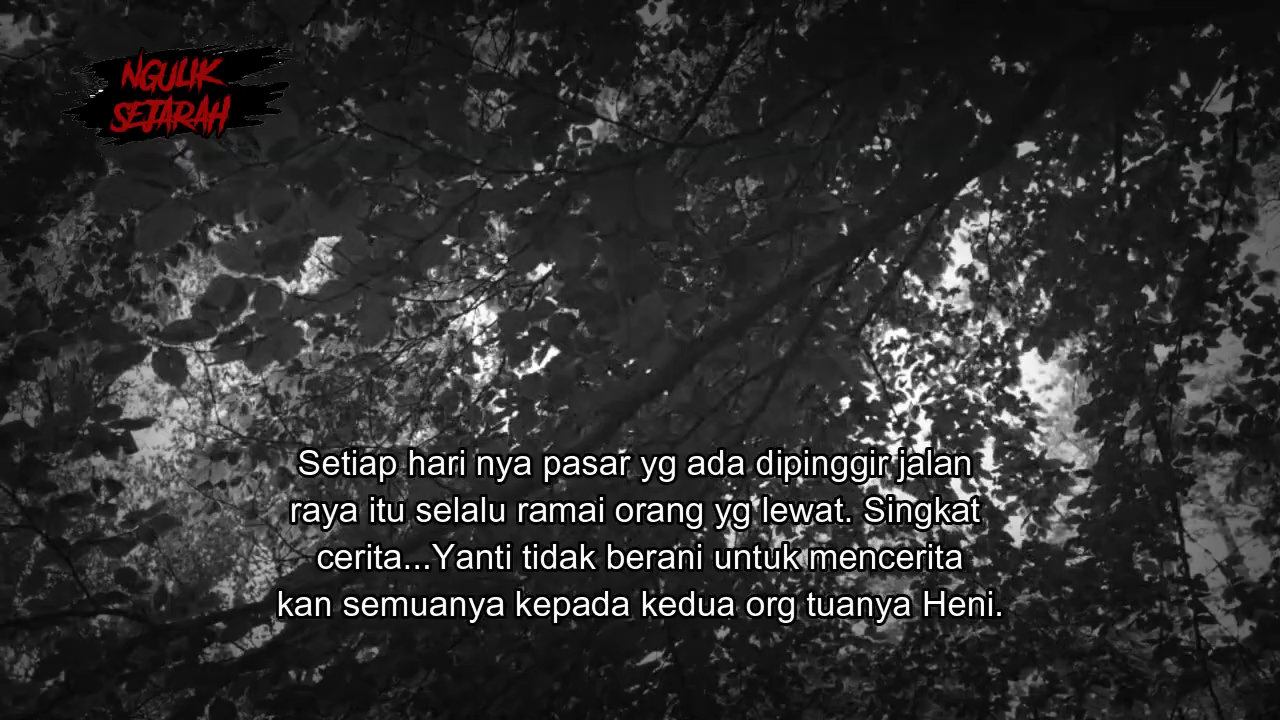 NGULIK
SEJARAH
Setiap hari nya pasar yg ada dipinggir jalan
raya itu selalu ramai orang yg lewat. Singkat
cerita...Yanti tidak berani untuk mencerita
kan semuanya kepada kedua org tuanya Heni.